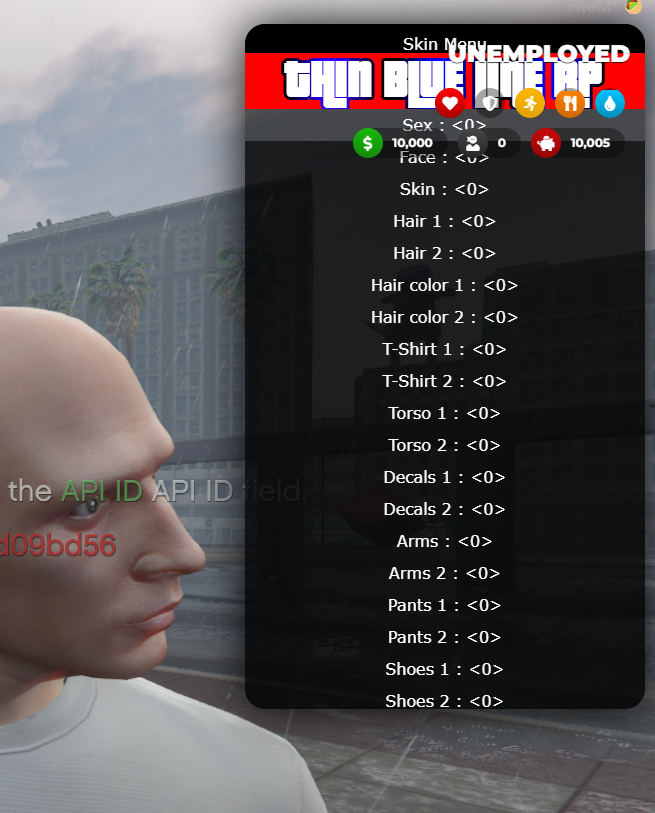 FiveM
Skin Menu
UNEMPLOYED
THIN BLUE LINE RP
Sex : <0>
10,000
0
10,005
Face : <0>
Skin : <0>
Hair 1 : <0>
Hair 2 : <0>
Hair color 1 : <0>
Hair color 2 : <0>
T-Shirt 1 : <0>
T-Shirt 2 : <0>
Torso 1 : <0>
Torso 2 : <0>
Decals 1 : <0>
the API ID API ID field.
Decals 2 : <0>
Arms : <0>
d09bd56
Arms 2 : <0>
Pants 1 : <0>
Pants 2 : <0>
Shoes 1 : <0>
Shoes 2 : <0>